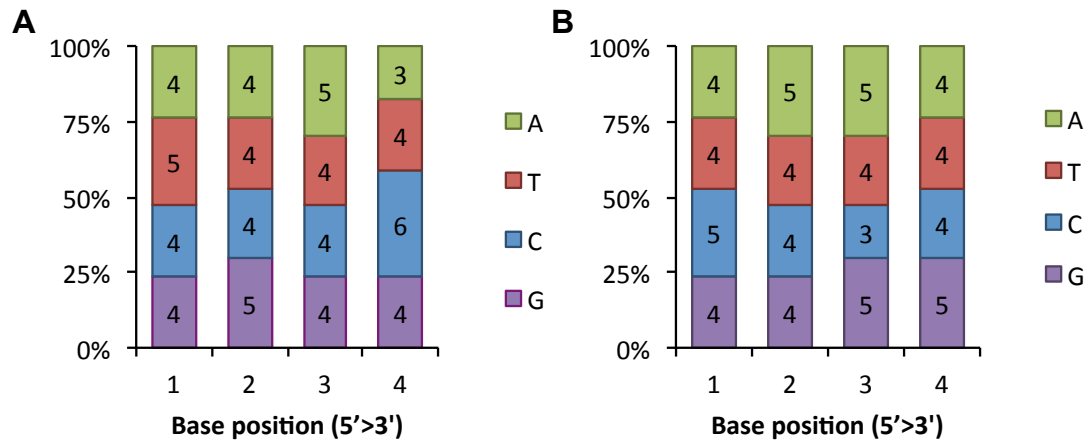 A
100%
75%
50%
25%
0%
4 4 5 3
5 4 4 4
4 4 4 6
4 5 4 4
1 2 3 4
Base position (5’>3')
A
T
C
G
B
100%
75%
50%
25%
0%
4 5 5 4
4 4 4 4
5 4 3 4
4 4 5 5
1 2 3 4
Base position (5’>3')
A
T
C
G